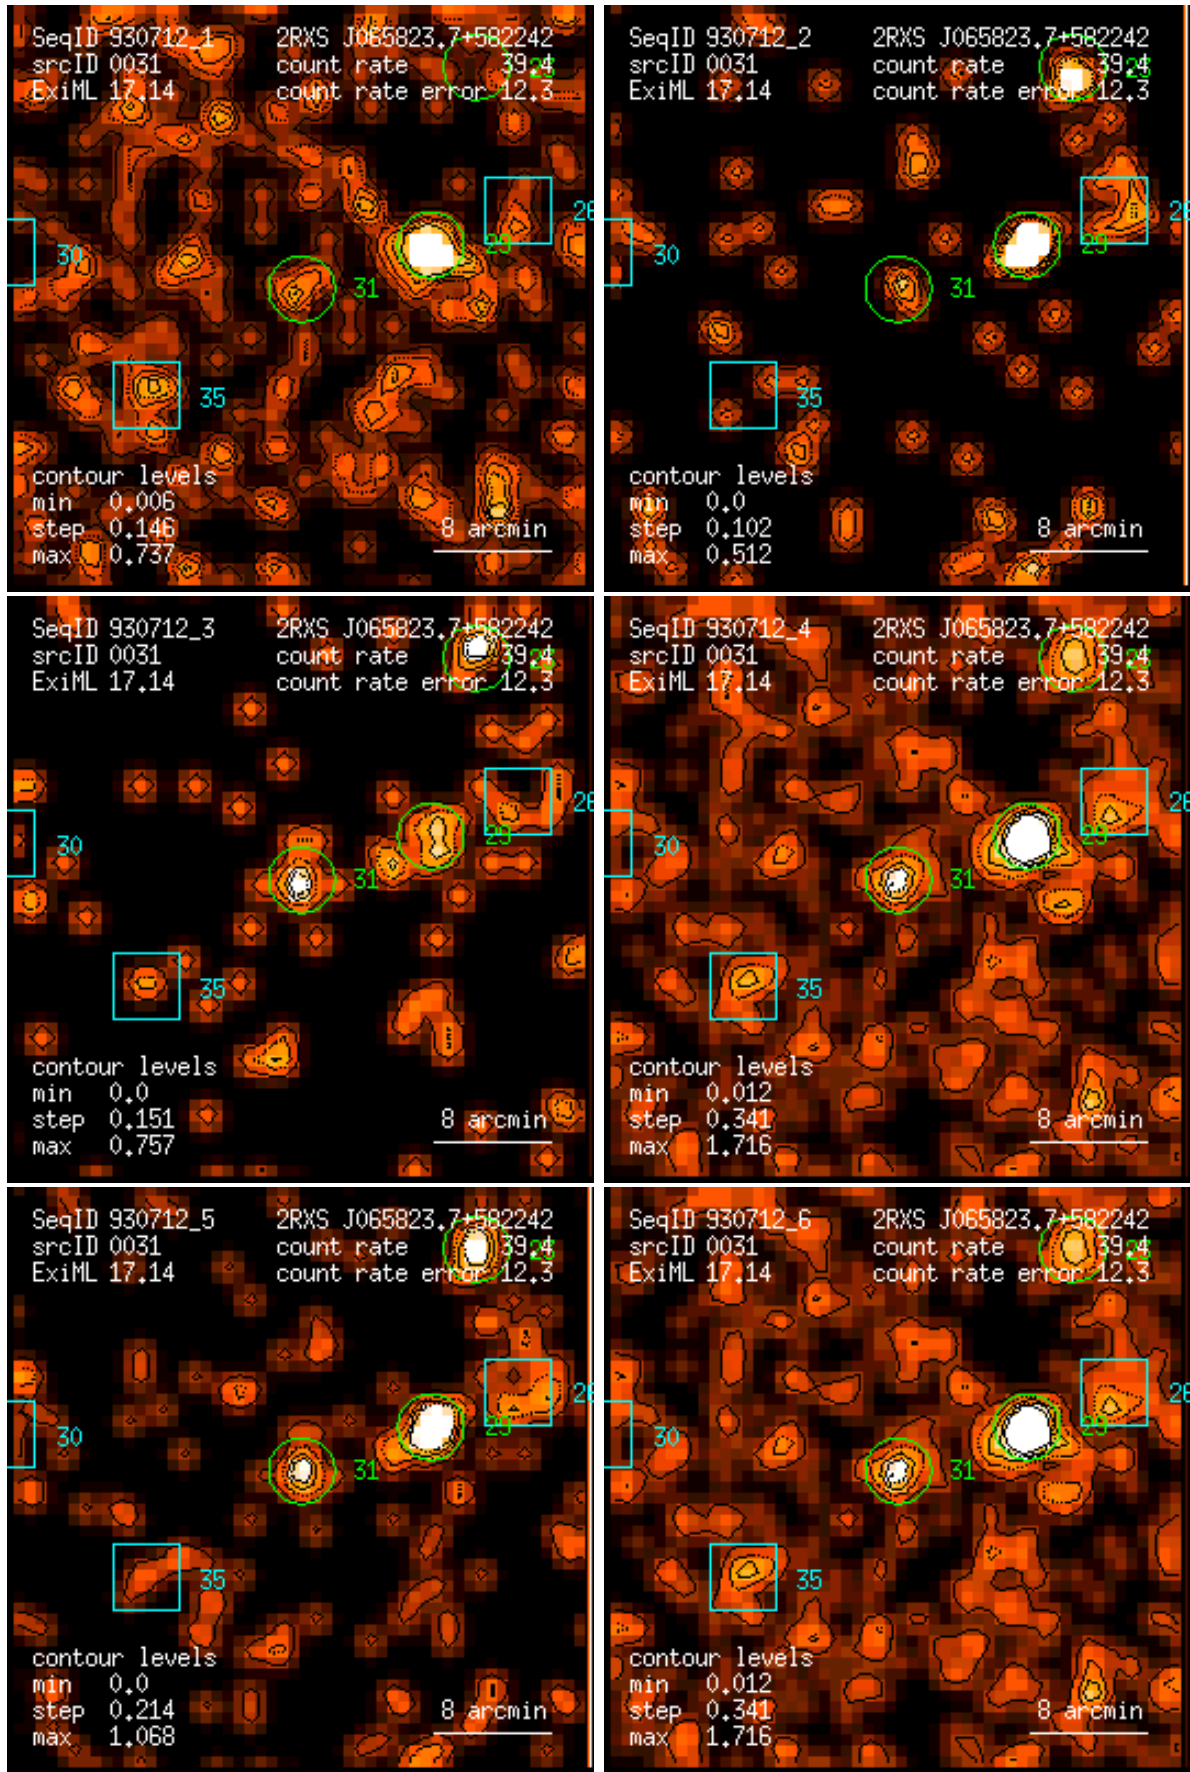 SeqID 930712_1 2RXS J065823.7+582242
srcID 0031 count rate 39.4
ExiML 17.14 count rate error 12.3
26
29
30
31
35
contour levels
min 0.006
step 0.146
max 0.737
8 arcmin
SeqID 930712_2 2RXS J065823.7+582242
srcID 0031 count rate 39.4
ExiML 17.14 count rate error 12.3
26
29
30
31
35
contour levels
min 0.0
step 0.102
max 0.512
8 arcmin
SeqID 930712_3 2RXS J065823.7+582242
srcID 0031 count rate 39.4
ExiML 17.14 count rate error 12.3
26
29
30
31
35
contour levels
min 0.0
step 0.151
max 0.757
8 arcmin
SeqID 930712_4 2RXS J065823.7+582242
srcID 0031 count rate 39.4
ExiML 17.14 count rate error 12.3
26
29
30
31
35
contour levels
min 0.012
step 0.341
max 1.716
8 arcmin
SeqID 930712_5 2RXS J065823.7+582242
srcID 0031 count rate 39.4
ExiML 17.14 count rate error 12.3
26
29
30
31
35
contour levels
min 0.0
step 0.214
max 1.068
8 arcmin
SeqID 930712_6 2RXS J065823.7+582242
srcID 0031 count rate 39.4
ExiML 17.14 count rate error 12.3
26
29
30
31
35
contour levels
min 0.012
step 0.341
max 1.716
8 arcmin